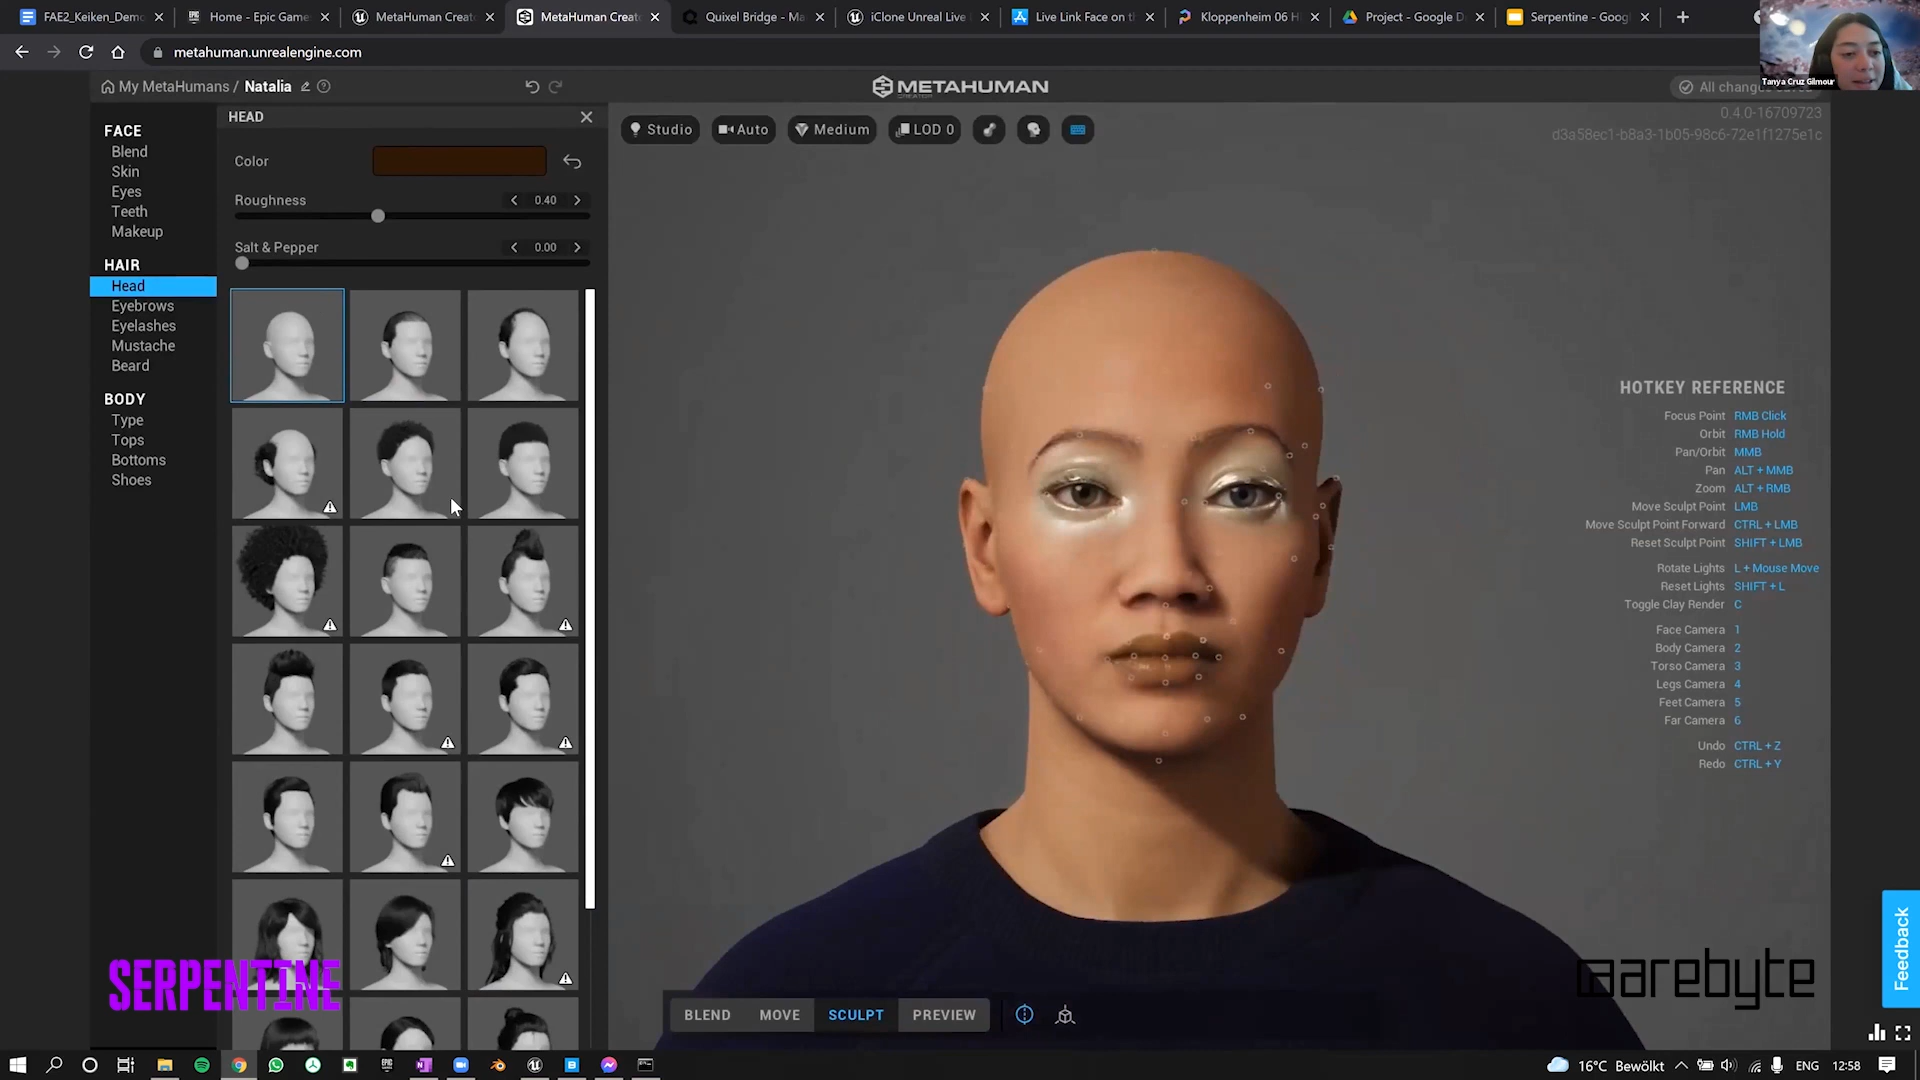 FAE2_Keiken_Demo
Home - Epic Game
MetaHuman Create
MetaHuman Creat
Quixel Bridge - Ma
iClone Unreal Live
Live Link Face on th
Kloppenheim 06 H
Project - Google D
Serpentine - Goog
metahuman.unrealengine.com
Tanya Cruz Gilmour
My MetaHumans / Natalia
METAHUMAN
CREATOR
All changes
0.4.0-16709723
d3a58ec1-b8a3-1b05-98c6-72e1f1275e1c
FACE
Blend
Skin
Eyes
Teeth
Makeup
HAIR
Head
Eyebrows
Eyelashes
Mustache
Beard
BODY
Type
Tops
Bottoms
Shoes
HEAD
Color
Roughness 0.40
Salt & Pepper 0.00
Studio
Auto
Medium
LOD 0
HOTKEY REFERENCE
Focus Point RMB Click
Orbit RMB Hold
Pan/Orbit MMB
Pan ALT + MMB
Zoom ALT + RMB
Move Sculpt Point LMB
Move Sculpt Point Forward CTRL + LMB
Reset Sculpt Point SHIFT + LMB
Rotate Lights L + Mouse Move
Reset Lights SHIFT + L
Toggle Clay Render C
Face Camera 1
Body Camera 2
Torso Camera 3
Legs Camera 4
Feet Camera 5
Far Camera 6
Undo CTRL + Z
Redo CTRL + Y
Feedback
SERPENTINE
arebyte
BLEND
MOVE
SCULPT
PREVIEW
16°C Bewölkt
ENG
12:58